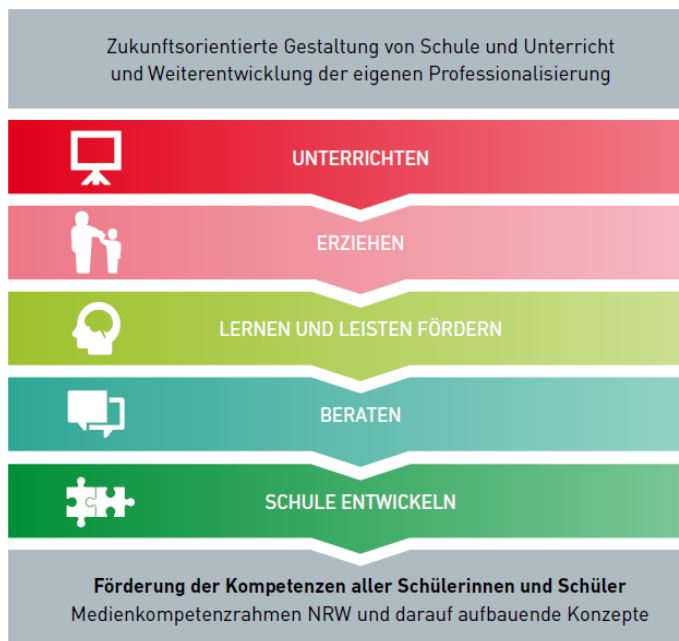 Zukunftsorientierte Gestaltung von Schule und Unterricht
und Weiterentwicklung der eigenen Professionalisierung
UNTERRICHTEN
ERZIEHEN
LERNEN UND LEISTEN FÖRDERN
BERATEN
SCHULE ENTWICKELN
Förderung der Kompetenzen aller Schülerinnen und Schüler
Medienkompetenzrahmen NRW und darauf aufbauende Konzepte